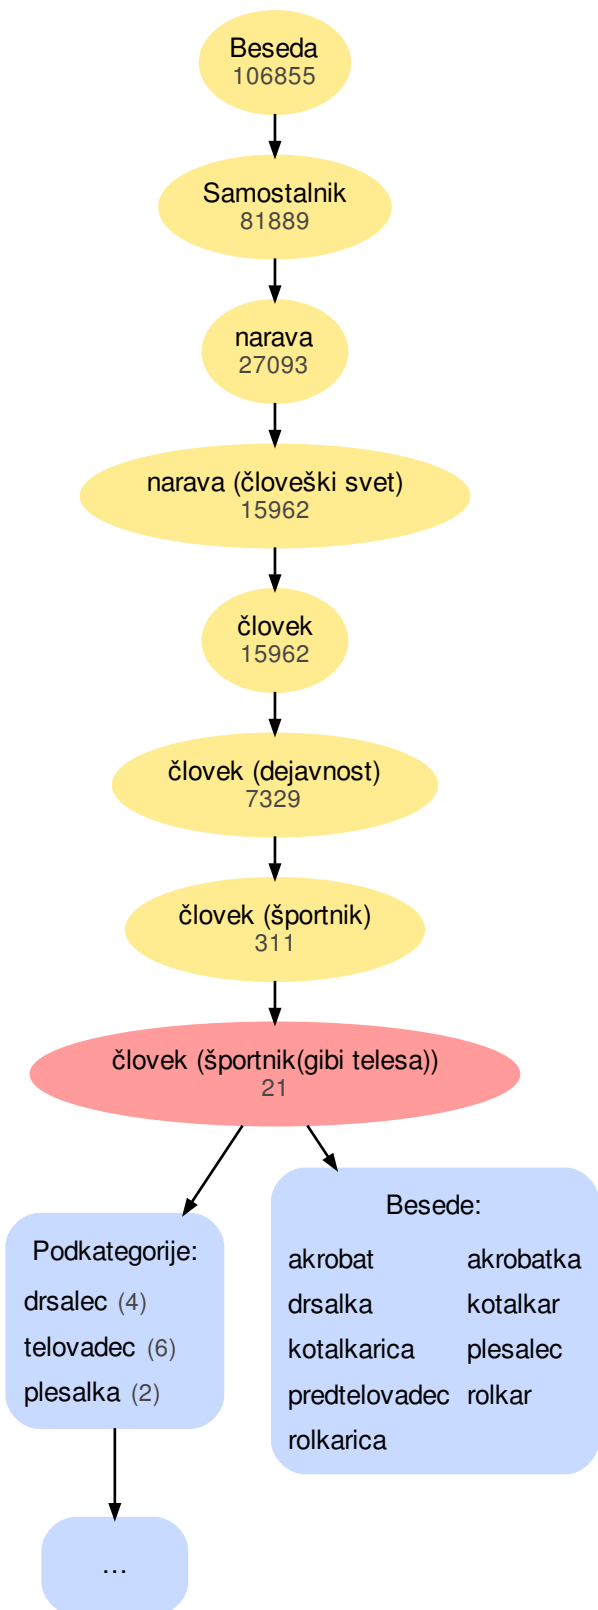 Beseda
106855
Samostalnik
81889
narava
27093
narava (človeški svet)
15962
človek
15962
človek (dejavnost)
7329
človek (športnik)
311
človek (športnik(gibi telesa))
21
Podkategorije:
drsalec (4)
telovadec (6)
plesalka (2)
...
Besede:
akrobat akrobatka
drsalka kotalkar
kotalkarica plesalec
predtelovadec rolkar
rolkarica